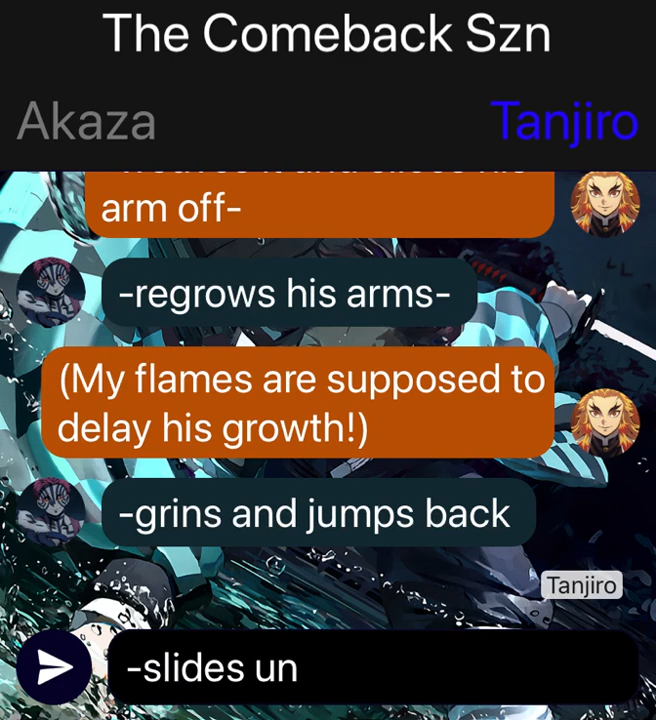 The Comeback Szn
Akaza Tanjiro
arm off-
-regrows his arms-
(My flames are supposed to
delay his growth!)
-grins and jumps back
Tanjiro
-slides un